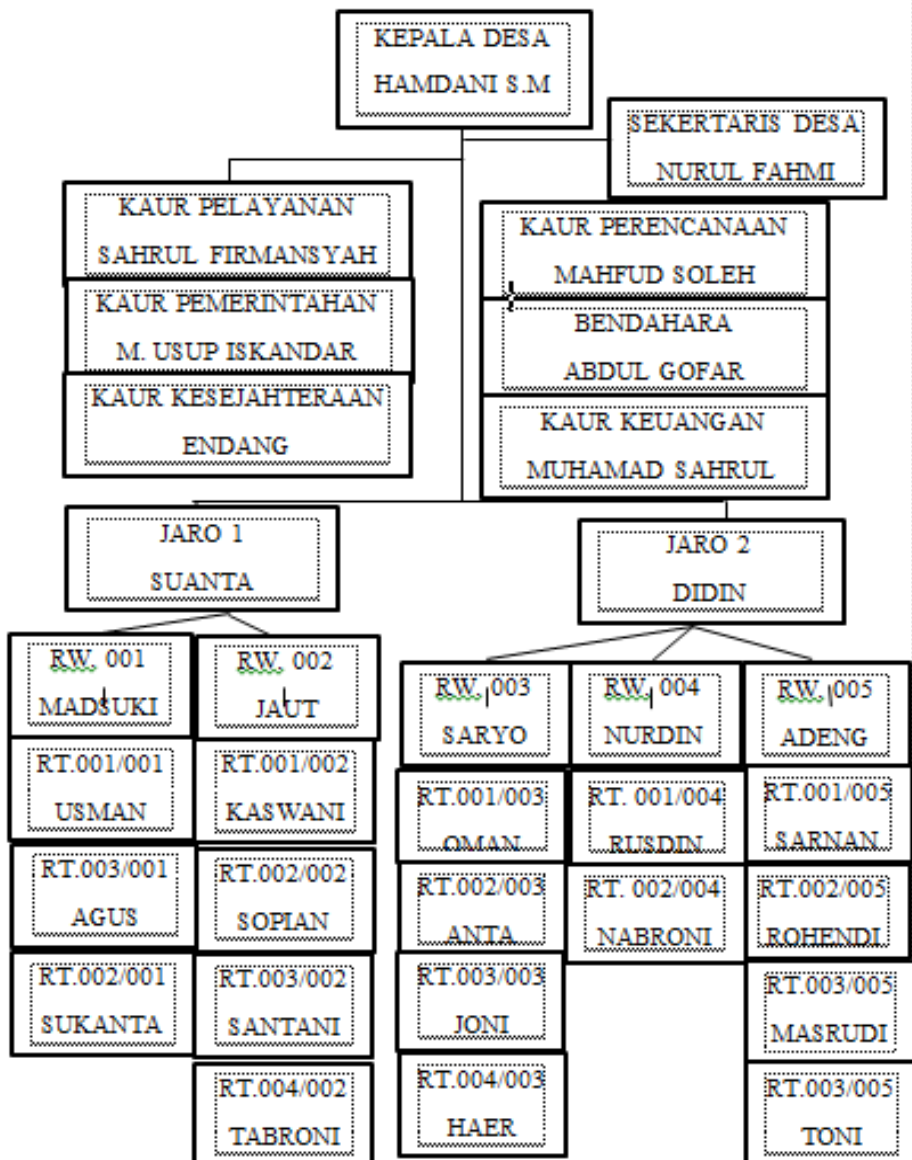 KEPALA DESA
HAMDANI S.M
SEKERTARIS DESA
NURUL FAHMI
KAUR PELAYANAN
SAHRUL FIRMANSYAH
KAUR PEMERINTAHAN
M. USUP ISKANDAR
KAUR KESEJAHTERAAN
ENDANG
KAUR PERENCANAAN
MAHFUD SOLEH
BENDAHARA
ABDUL GOFAR
KAUR KEUANGAN
MUHAMAD SAHRUL
JARO 1
SUANTA
JARO 2
DIDIN
RW. 001
MADSUKI
RT.001/001
USMAN
RT.003/001
AGUS
RT.002/001
SUKANTA
RW. 002
JAUT
RT.001/002
KASWANI
RT.002/002
SOPIAN
RT.003/002
SANTANI
RT.004/002
TABRONI
RW. 003
SARYO
RT.001/003
OMAN
RT.002/003
ANTA
RT.003/003
JONI
RT.004/003
HAER
RW. 004
NURDIN
RT. 001/004
RUSDIN
RT. 002/004
NABRONI
RW. 005
ADENG
RT.001/005
SARNAN
RT.002/005
ROHENDI
RT.003/005
MASRUDI
RT.003/005
TONI